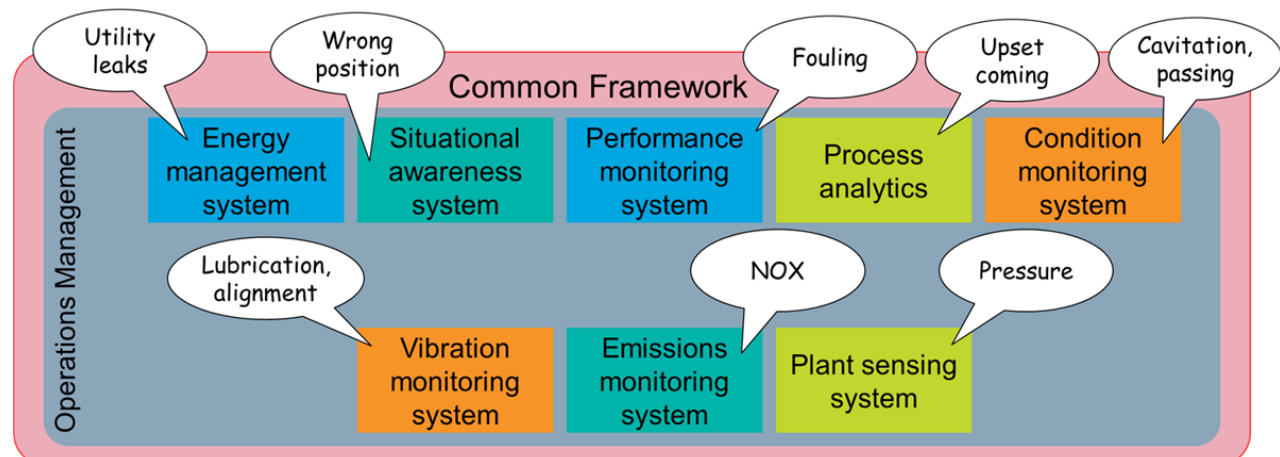 Utility
leaks
Wrong
position
Fouling
Upset
coming
Cavitation,
passing
Common Framework
Operations Management
Energy
management
system
Situational
awareness
system
Performance
monitoring
system
Process
analytics
Condition
monitoring
system
Lubrication,
alignment
NOX
Pressure
Vibration
monitoring
system
Emissions
monitoring
system
Plant sensing
system